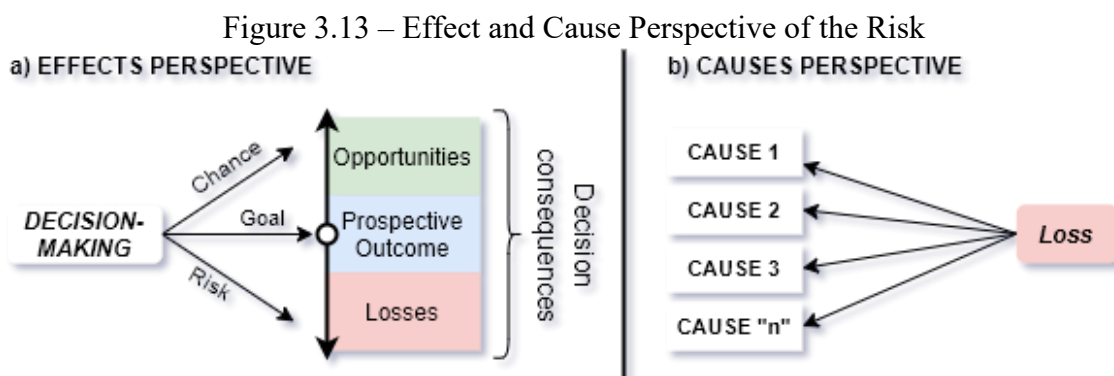 Figure 3.13 – Effect and Cause Perspective of the Risk
a) EFFECTS PERSPECTIVE
Chance
DECISION-
MAKING
Goal
Risk
Opportunities
Prospective
Outcome
Losses
Decision
consequences
b) CAUSES PERSPECTIVE
CAUSE 1
CAUSE 2
CAUSE 3
CAUSE "n"
Loss